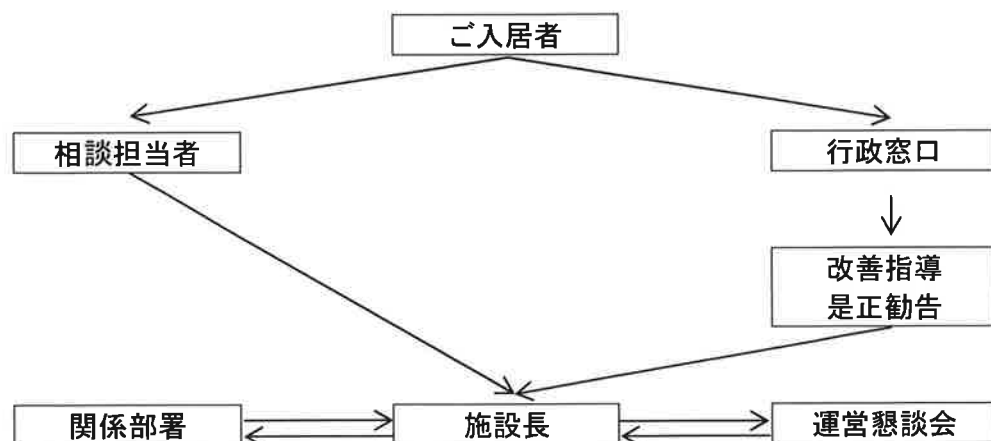 ご入居者
相談担当者
行政窓口
改善指導
是正勧告
関係部署
施設長
運営懇談会